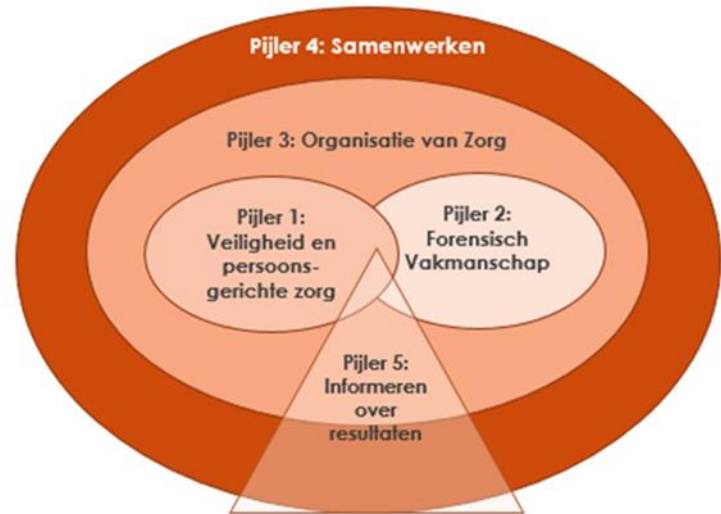 Pijler 4: Samenwerken
Pijler 3: Organisatie van Zorg
Pijler 1:
Veiligheid en
persoons-
gerichte zorg
Pijler 2:
Forensisch
Vakmanschap
Pijler 5:
Informeren
over
resultaten